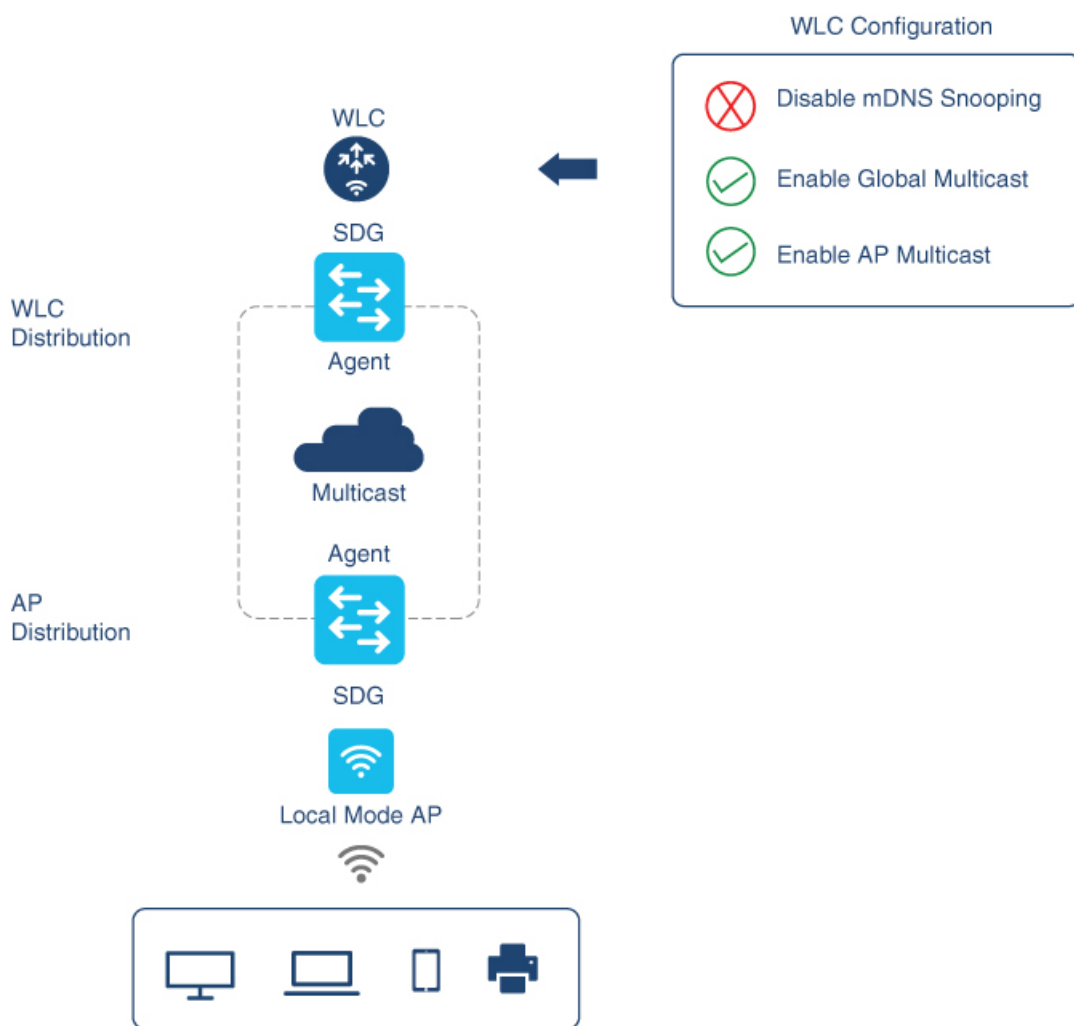 WLC Configuration
Disable mDNS Snooping
Enable Global Multicast
Enable AP Multicast
WLC
SDG
WLC
Distribution
Agent
Multicast
Agent
AP
Distribution
SDG
Local Mode AP